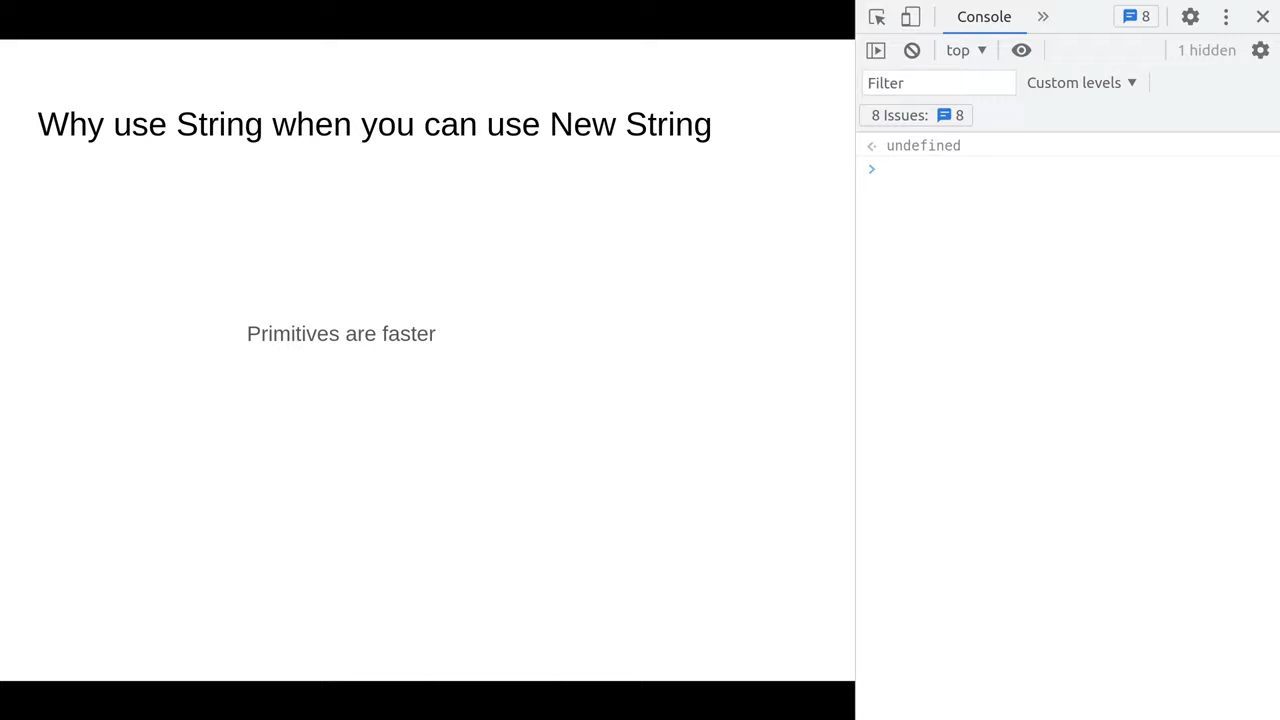 Why use String when you can use New String
Primitives are faster
Console
8
top
1 hidden
Filter
Custom levels
8 Issues: 8
undefined